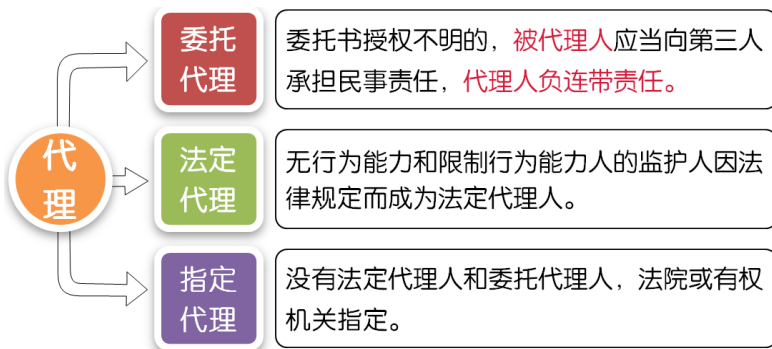 代
理
委托
代理
委托书授权不明的，被代理人应当向第三人
承担民事责任，代理人负连带责任。
法定
代理
无行为能力和限制行为能力人的监护人因法
律规定而成为法定代理人。
指定
代理
没有法定代理人和委托代理人，法院或有权
机关指定。